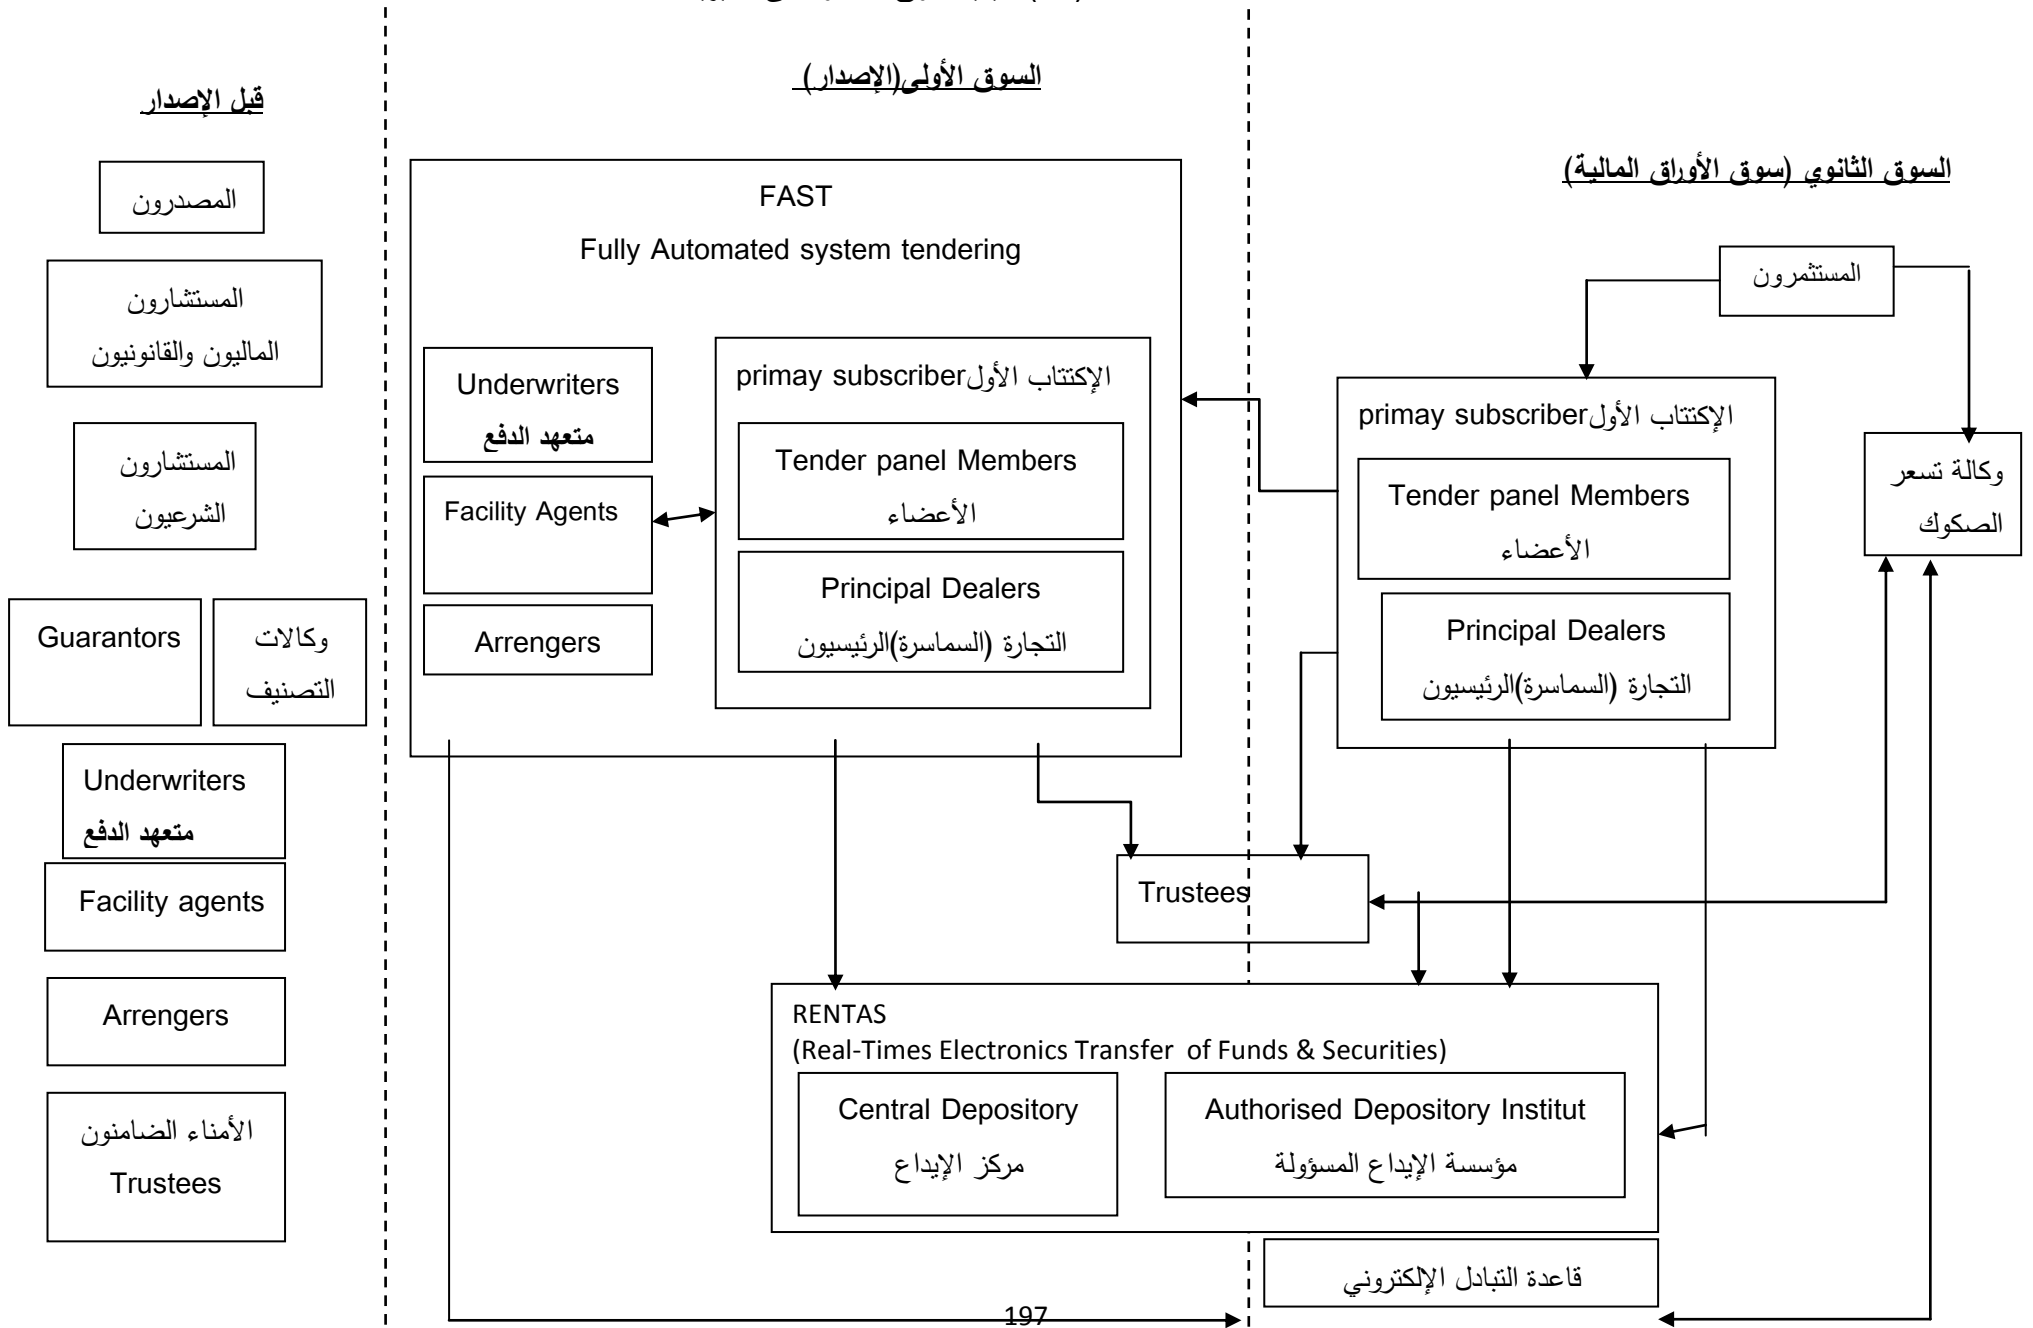 قبل الإصدار
المصدرون
المستشارون
الماليون والقانونيون
المستشارون
الشرعيون
Guarantors
وكالات
التصنيف
Underwriters
متعهد الدفع
Facility agents
Arrengers
الأمناء الضامنون
Trustees
السوق الأولى(الإصدار)
FAST
Fully Automated system tendering
Underwriters
متعهد الدفع
Facility Agents
Arrengers
الإكتتاب الأولprimay subscriber
Tender panel Members
الأعضاء
Principal Dealers
التجارة (السماسرة)الرئيسيون
السوق الثانوي (سوق الأوراق المالية)
المستثمرون
الإكتتاب الأولprimay subscriber
Tender panel Members
الأعضاء
Principal Dealers
التجارة (السماسرة)الرئيسيون
وكالة تسعر
الصكوك
Trustees
RENTAS
(Real-Times Electronics Transfer of Funds & Securities)
Central Depository
مركز الإيداع
Authorised Depository Institut
مؤسسة الإيداع المسؤولة
قاعدة التبادل الإلكتروني
197